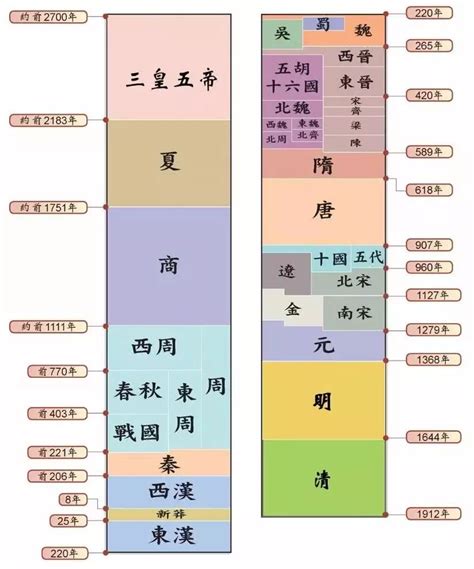 約前2700年
三皇五帝
約前2183年
夏
約前1751年
商
約前1111年
西周
周
前770年
春秋
東周
前403年
戰國
前221年
秦
前206年
西漢
8年
新莽
25年
東漢
220年
220年
吳
蜀
魏
265年
西晉
五胡
十六國
東晉
420年
北魏
宋
齊
西魏
東魏
梁
北周
北齊
陳
589年
隋
618年
唐
907年
十國
五代
遼
960年
北宋
1127年
金
南宋
1279年
元
1368年
明
1644年
清
1912年